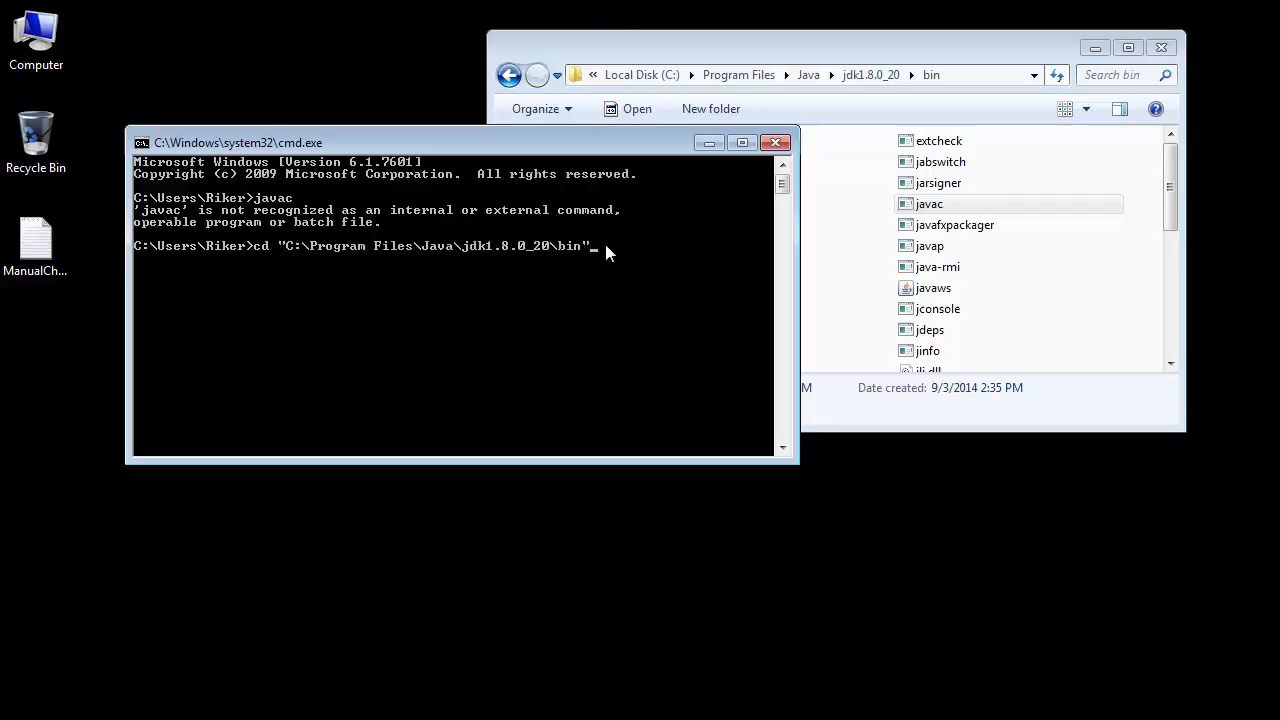 Computer
Recycle Bin
ManualCh...
Local Disk (C:) Program Files Java jdk1.8.0_20 bin
Search bin
Organize Open New folder
C:\Windows\system32\cmd.exe
Microsoft Windows [Version 6.1.7601]
Copyright (c) 2009 Microsoft Corporation.  All rights reserved.
C:\Users\Riker>javac
'javac' is not recognized as an internal or external command,
operable program or batch file.
C:\Users\Riker>cd "C:\Program Files\Java\jdk1.8.0_20\bin"_
extcheck
jabswitch
jarsigner
javac
javafxpackager
javap
java-rmi
javaws
jconsole
jdeps
jinfo
jli.dll
M Date created: 9/3/2014 2:35 PM